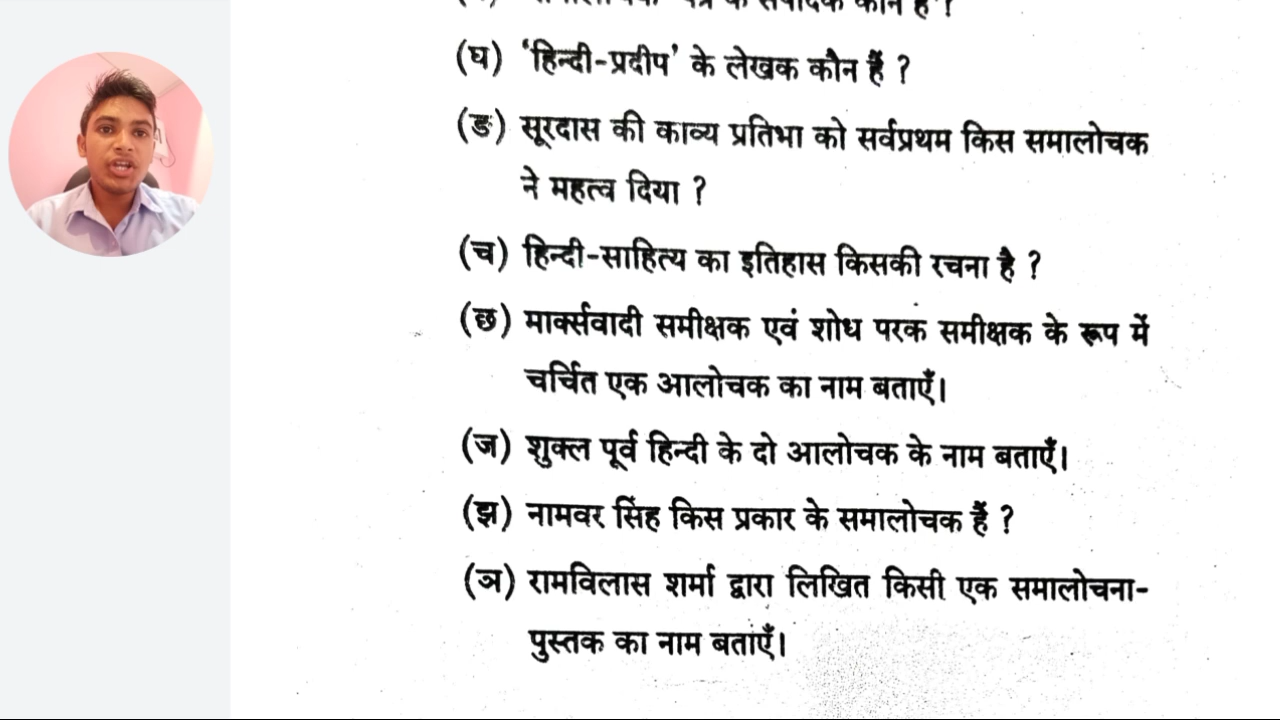 के संपादक कौन हैं ?
(घ) 'हिन्दी-प्रदीप' के लेखक कौन हैं ?
(ङ) सूरदास की काव्य प्रतिभा को सर्वप्रथम किस समालोचक
ने महत्व दिया ?
(च) हिन्दी-साहित्य का इतिहास किसकी रचना है ?
(छ) मार्क्सवादी समीक्षक एवं शोध परक समीक्षक के रूप में
चर्चित एक आलोचक का नाम बताएँ।
(ज) शुक्ल पूर्व हिन्दी के दो आलोचक के नाम बताएँ।
(झ) नामवर सिंह किस प्रकार के समालोचक हैं ?
(ञ) रामविलास शर्मा द्वारा लिखित किसी एक समालोचना-
पुस्तक का नाम बताएँ।